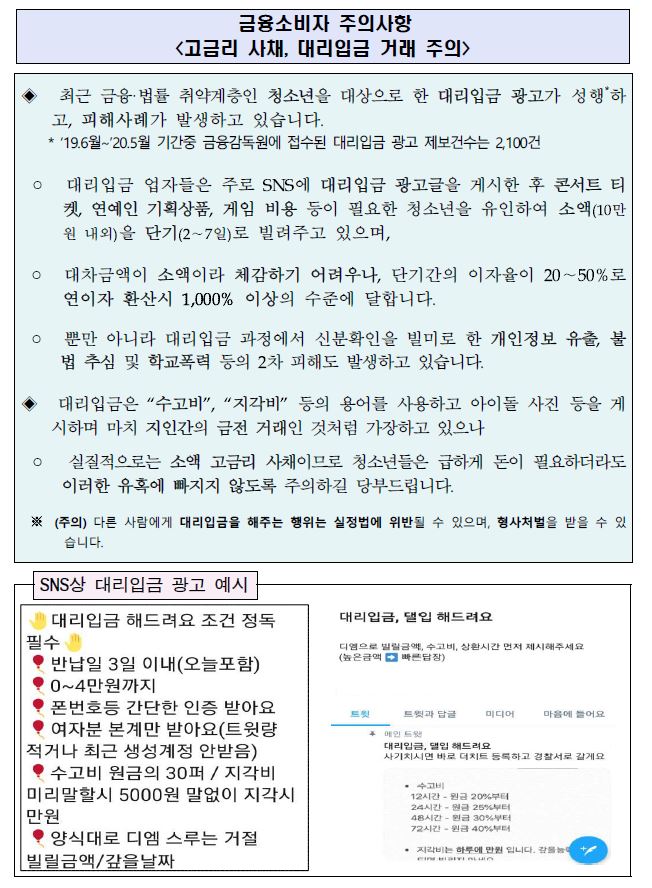 금융소비자 주의사항
<고금리 사채, 대리입금 거래 주의>
◈ 최근 금융·법률 취약계층인 청소년을 대상으로 한 대리입금 광고가 성행*하
고, 피해사례가 발생하고 있습니다.
* '19.6월~'20.5월 기간중 금융감독원에 접수된 대리입금 광고 제보건수는 2,100건
○ 대리입금 업자들은 주로 SNS에 대리입금 광고글을 게시한 후 콘서트 티
켓, 연예인 기획상품, 게임 비용 등이 필요한 청소년을 유인하여 소액(10만
원 내외)을 단기(2~7일)로 빌려주고 있으며,
○ 대차금액이 소액이라 체감하기 어려우나, 단기간의 이자율이 20~50%로
연이자 환산시 1,000% 이상의 수준에 달합니다.
○ 뿐만 아니라 대리입금 과정에서 신분확인을 빌미로 한 개인정보 유출, 불
법 추심 및 학교폭력 등의 2차 피해도 발생하고 있습니다.
◈ 대리입금은 “수고비”, “지각비” 등의 용어를 사용하고 아이돌 사진 등을 게
시하며 마치 지인간의 금전 거래인 것처럼 가장하고 있으나
○ 실질적으로는 소액 고금리 사채이므로 청소년들은 급하게 돈이 필요하더라도
이러한 유혹에 빠지지 않도록 주의하길 당부드립니다.
※ (주의) 다른 사람에게 대리입금을 해주는 행위는 실정법에 위반될 수 있으며, 형사처벌을 받을 수 있
습니다.
SNS상 대리입금 광고 예시
🤚대리입금 해드려요 조건 정독
필수🤚
🎈반납일 3일 이내(오늘포함)
🎈0~4만원까지
🎈폰번호등 간단한 인증 받아요
🎈여자분 본계만 받아요(트윗량
적거나 최근 생성계정 안받음)
🎈수고비 원금의 30퍼 / 지각비
미리말할시 5000원 말없이 지각시
만원
🎈양식대로 디엠 스루는 거절
빌릴금액/갚을날짜
대리입금, 댈입 해드려요
디엠으로 빌릴금액, 수고비, 상환시간 먼저 제시해주세요
(높은금액 ➡ 빠른답장)
트윗 트윗과 답글 미디어 마음에 들어요
메인 트윗
대리입금, 댈입 해드려요
사기치시면 바로 더치트 등록하고 경찰서로 갈게요
• 수고비
12시간 - 원금 20%부터
24시간 - 원금 25%부터
48시간 - 원금 30%부터
72시간 - 원금 40%부터
• 지각비는 하루에 만원 입니다. 갚을능력